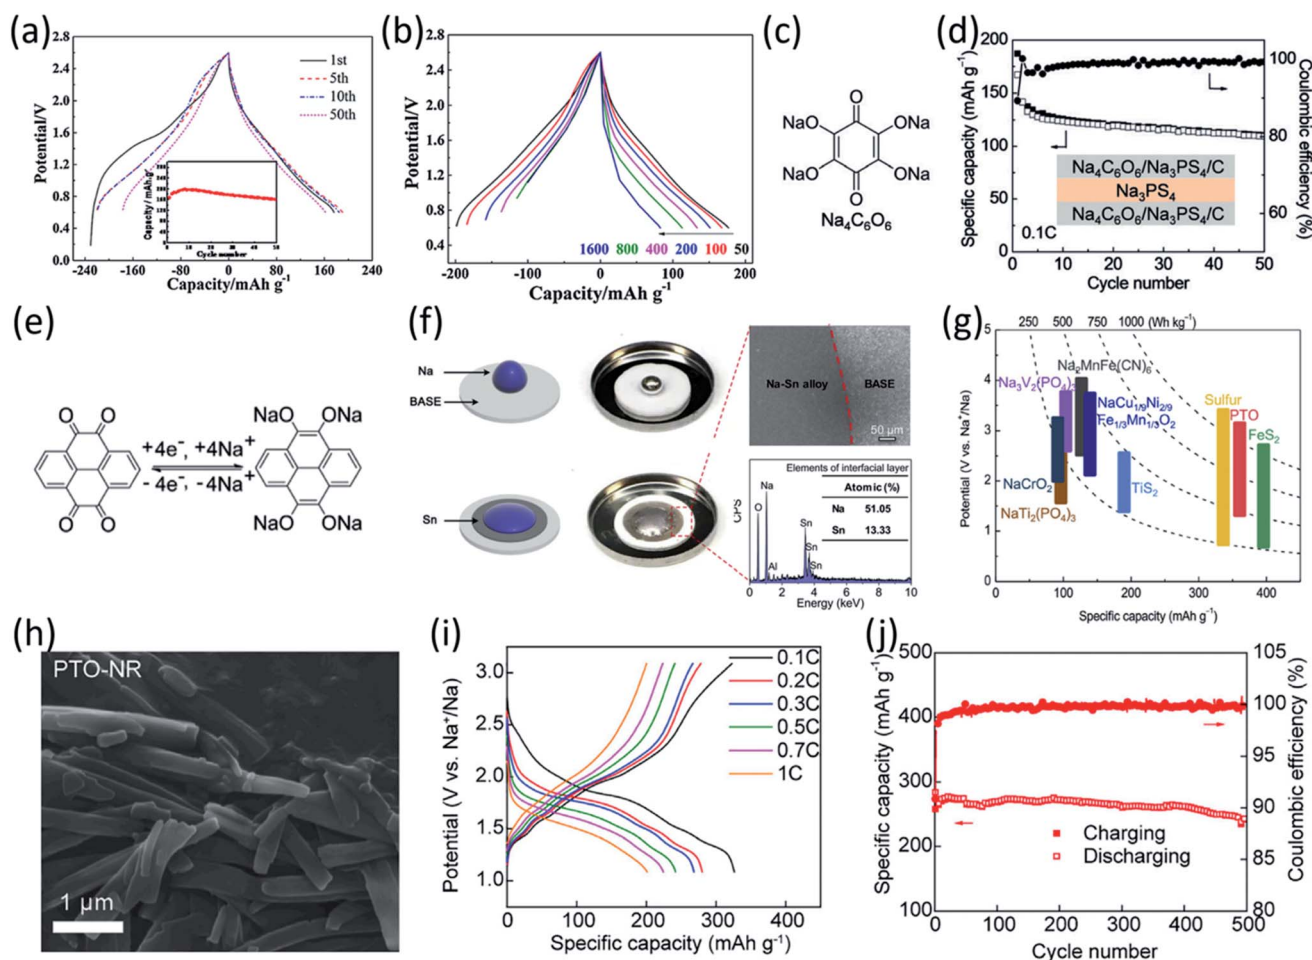 (a)
2.8
2.4
2.0
1.6
1.2
0.8
0.4
0.0
Potential/V
1st
5th
10th
50th
Capacity / mAh.g
Cycle number
-240 -160 -80 0 80 160 240
Capacity/mAh g⁻¹
(b)
2.8
2.4
2.0
1.6
1.2
0.8
0.4
Potential/V
1600 800 400 200 100 50
-200 -100 0 100 200
Capacity/mAh g⁻¹
(c)
O
NaO ONa
NaO ONa
O
Na₄C₆O₆
(d)
200
175
150
125
100
75
50
25
0
Specific capacity (mAh g⁻¹)
100
80
60
Coulombic efficiency (%)
Na₄C₆O₆/Na₃PS₄/C
Na₃PS₄
Na₄C₆O₆/Na₃PS₄/C
0.1C
0 10 20 30 40 50
Cycle number
(e)
O O
O O
+4e⁻, +4Na⁺
- 4e⁻, -4Na⁺
NaO ONa
NaO ONa
(f)
Na
BASE
Sn
Na-Sn alloy
BASE
50 μm
Elements of interfacial layer
Atomic (%)
Na 51.05
Sn 13.33
CPS
O
Na
Al
Sn
Sn
Sn
0 2 4 6 8 10
Energy (keV)
(g)
250 500 750 1000 (Wh kg⁻¹)
5
4
3
2
1
0
Potential (V vs. Na⁺/Na)
Na₂MnFe(CN)₆
Na₃V₂(PO₄)₃
NaCu₁/₉Ni₂/₉
Fe₁/₃Mn₁/₃O₂
Sulfur
PTO
FeS₂
NaCrO₂
TiS₂
NaTi₂(PO₄)₃
0 100 200 300 400
Specific capacity (mAh g⁻¹)
(h)
PTO-NR
1 μm
(i)
3.0
2.5
2.0
1.5
1.0
Potential (V vs. Na⁺/Na)
0.1C
0.2C
0.3C
0.5C
0.7C
1C
0 100 200 300 400
Specific capacity (mAh g⁻¹)
(j)
500
400
300
200
100
Specific capacity (mAh g⁻¹)
105
100
95
90
85
80
Coulombic efficiency (%)
Charging
Discharging
0 100 200 300 400 500
Cycle number